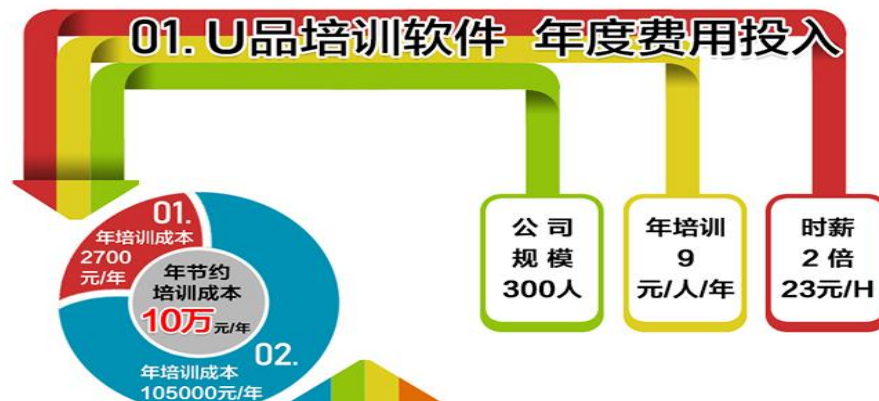 01. U品培训软件 年度费用投入
公司
规模
300人
年培训
9
元/人/年
时薪
2倍
23元/H
01.
年培训成本
2700
元/年
年节约
培训成本
10万元/年
02.
年培训成本
105000元/年